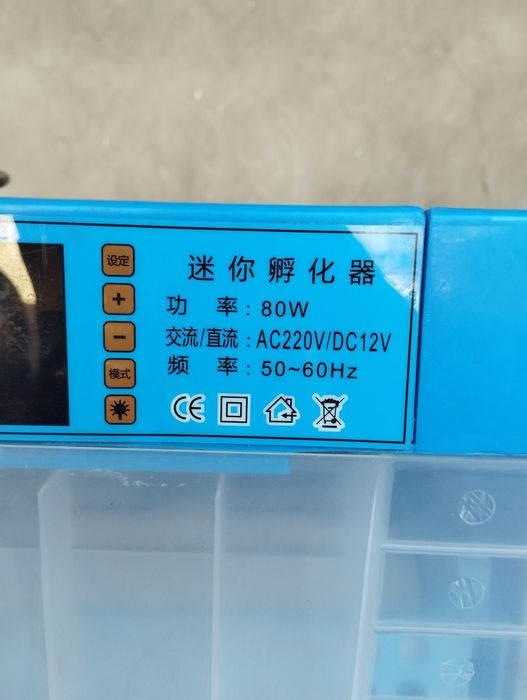 设定
+
−
模式
迷你孵化器
功 率：80W
交流/直流：AC220V/DC12V
频 率：50~60Hz
CE